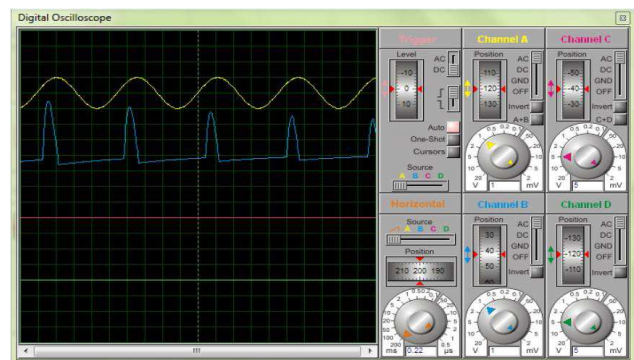 Digital Oscilloscope
Trigger
Level
AC
DC
-10
0
10
Auto
One-Shot
Cursors
Source
A B C D
Channel A
Position
AC
DC
GND
OFF
110
120
130
Invert
A+B
V
1
mV
Channel C
Position
AC
DC
GND
OFF
-50
-40
-30
Invert
C+D
V
5
mV
Horizontal
Source
A B C D
Position
210 200 190
ms
0.22
µs
Channel B
Position
AC
DC
GND
OFF
30
40
50
Invert
V
1
mV
Channel D
Position
AC
DC
GND
OFF
-130
-120
-110
Invert
V
5
mV